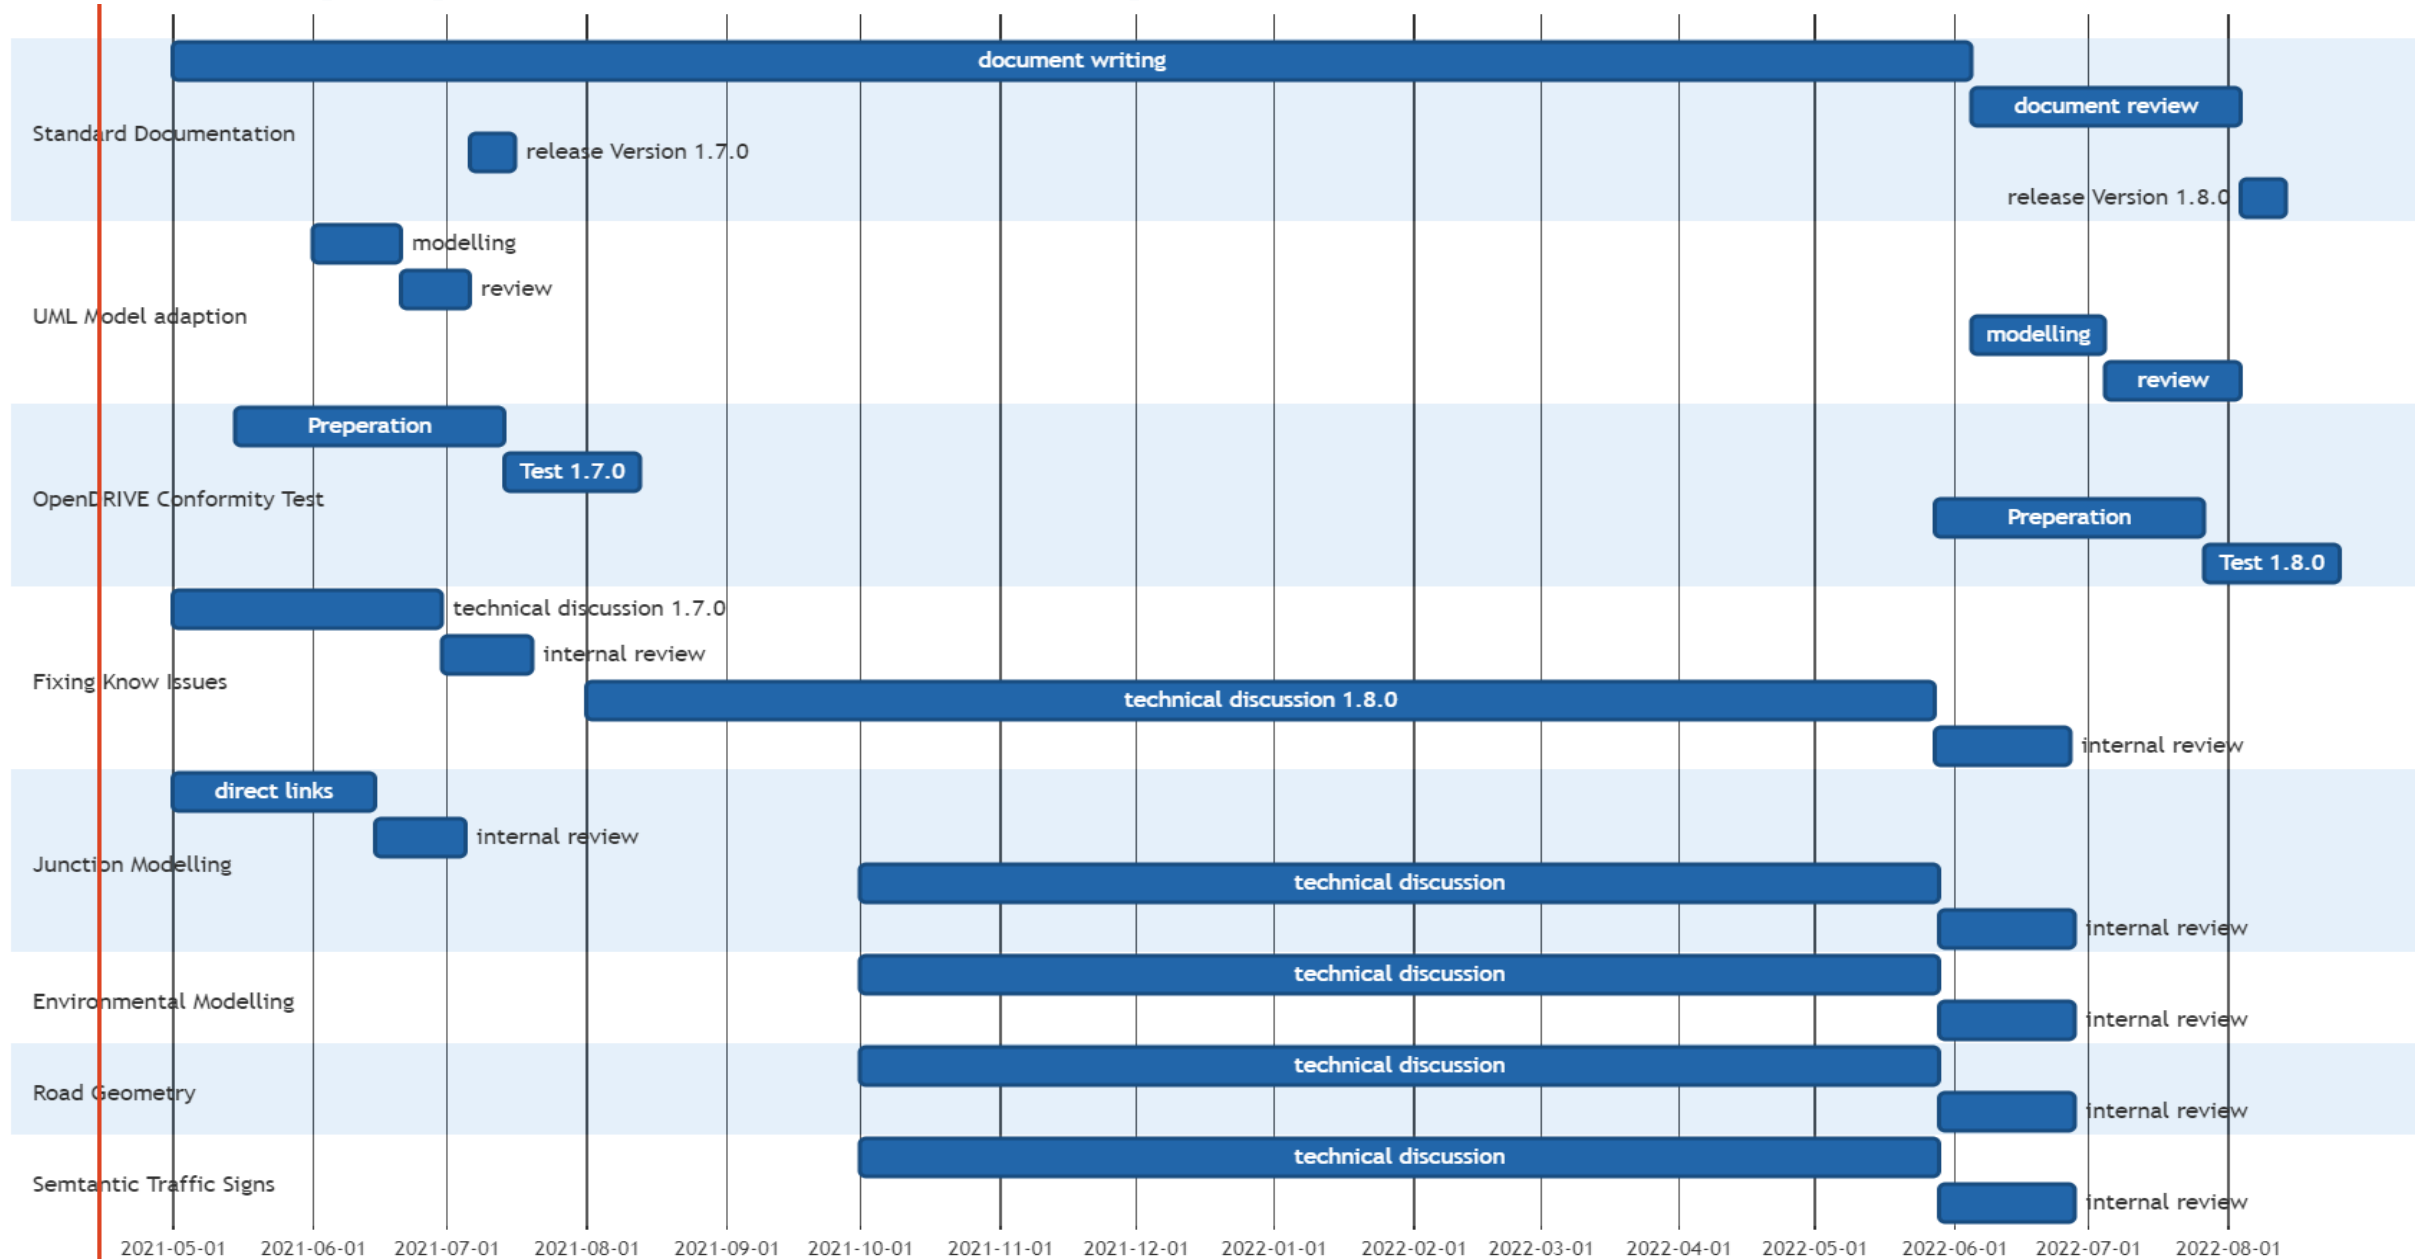 document writing
document review
Standard Documentation
release Version 1.7.0
release Version 1.8.0
modelling
review
UML Model adaption
modelling
review
Preperation
Test 1.7.0
OpenDRIVE Conformity Test
Preperation
Test 1.8.0
technical discussion 1.7.0
internal review
Fixing Know Issues
technical discussion 1.8.0
internal review
direct links
internal review
Junction Modelling
technical discussion
internal review
technical discussion
Environmental Modelling
internal review
technical discussion
Road Geometry
internal review
technical discussion
Semtantic Traffic Signs
internal review
2021-05-01 2021-06-01 2021-07-01 2021-08-01 2021-09-01 2021-10-01 2021-11-01 2021-12-01 2022-01-01 2022-02-01 2022-03-01 2022-04-01 2022-05-01 2022-06-01 2022-07-01 2022-08-01